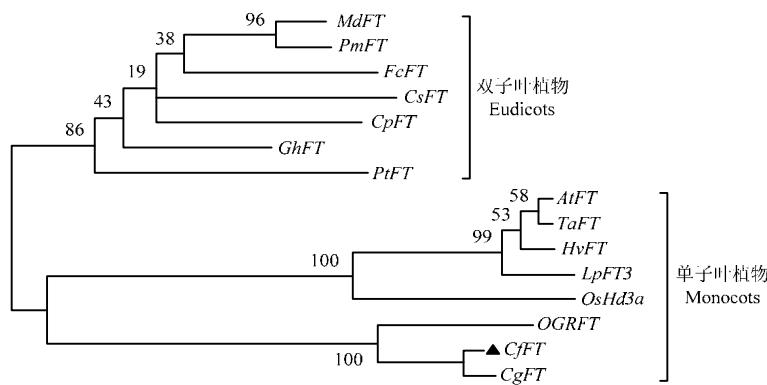 96
MdFT
PmFT
38
FcFT
19
CsFT
43
CpFT
86
GhFT
PtFT
双子叶植物
Eudicots
58
AtFT
53
TaFT
99
HvFT
100
LpFT3
OsHd3a
OGRFT
100
CfFT
CgFT
单子叶植物
Monocots